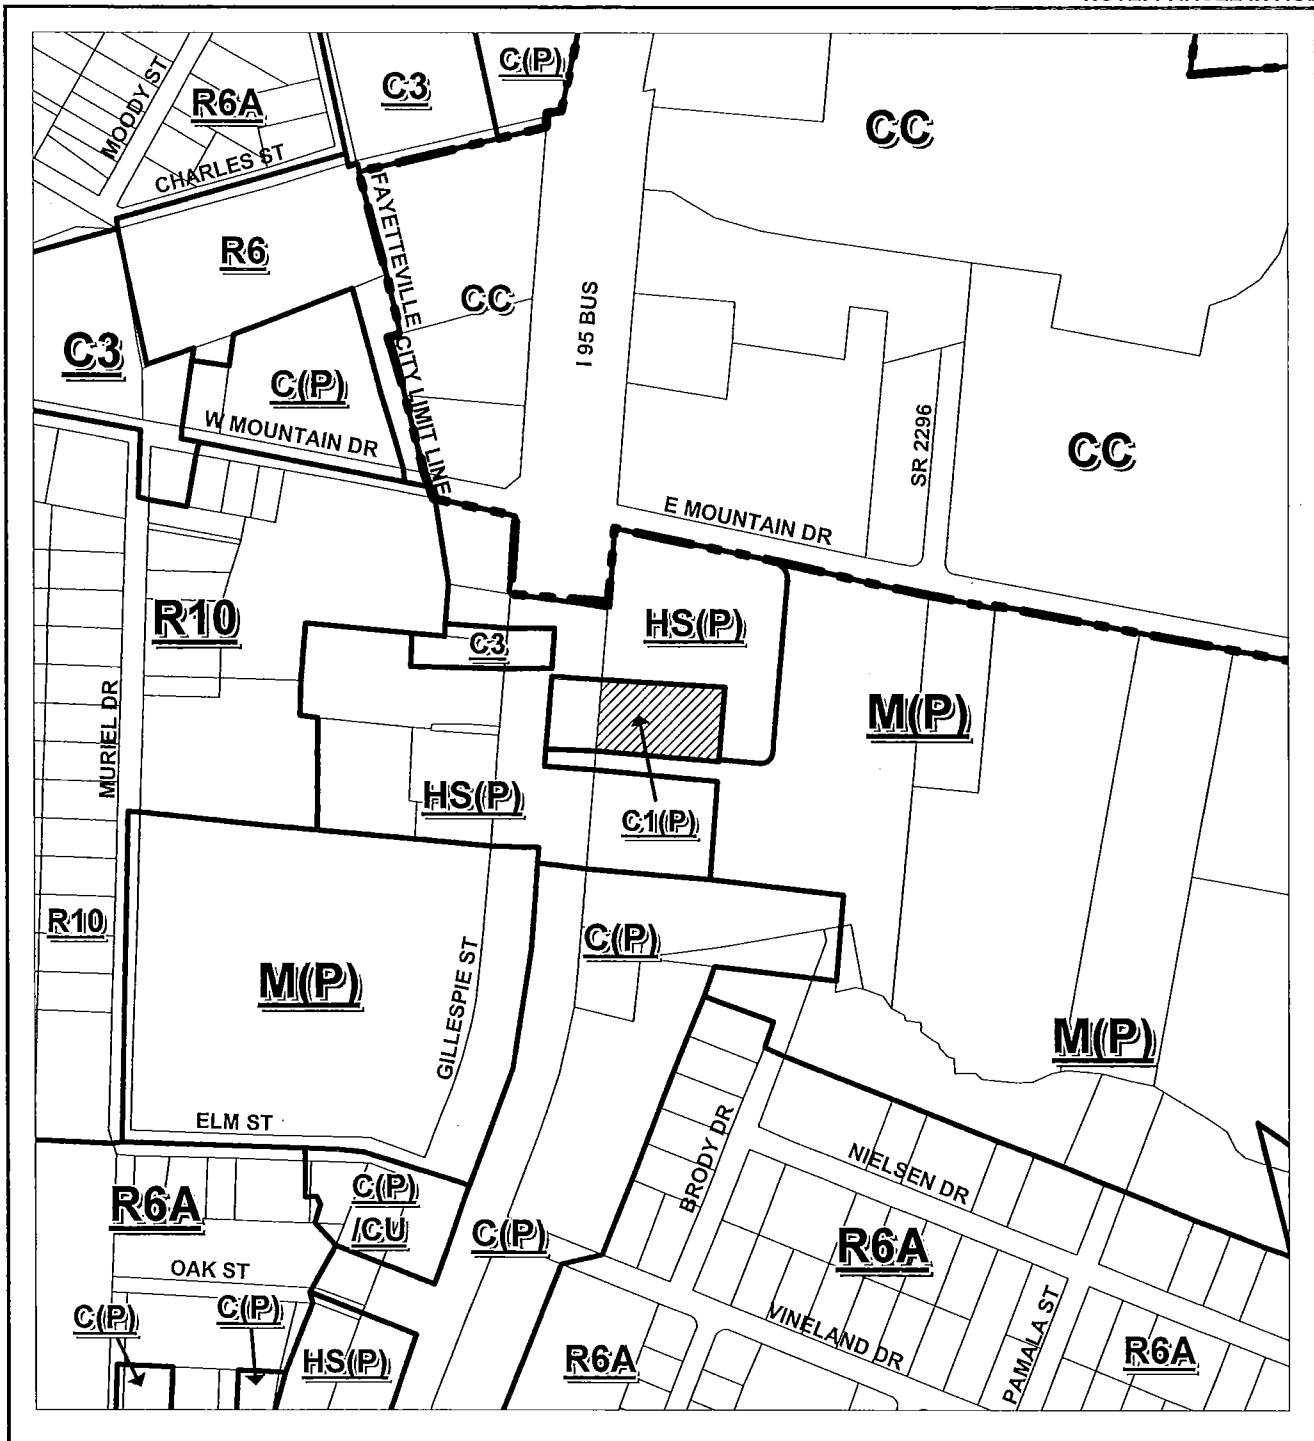 C(P)
C3
MOODY ST
R6A
CC
CHARLES ST
R6
FAYETTEVILLE CITY LIMIT LINE
CC
I 95 BUS
C3
C(P)
W MOUNTAIN DR
SR 2296
CC
E MOUNTAIN DR
R10
HS(P)
C3
M(P)
MURIEL DR
HS(P)
C1(P)
R10
C(P)
M(P)
GILLESPIE ST
M(P)
ELM ST
BRODY DR
NIELSEN DR
R6A
C(P)
/CU
C(P)
R6A
OAK ST
C(P)
C(P)
VINELAND DR
PAMALA ST
HS(P)
R6A
R6A